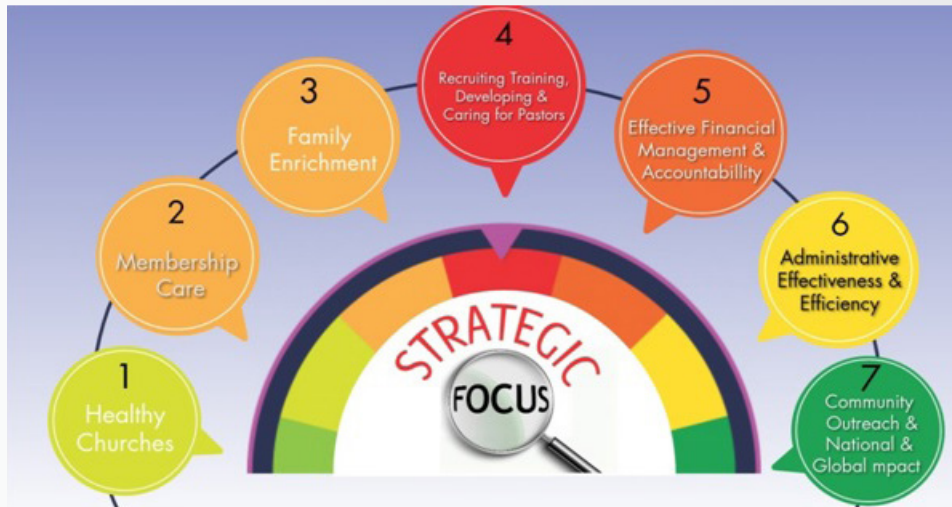 1
Healthy
Churches
2
Membership
Care
3
Family
Enrichment
4
Recruiting Training,
Developing &
Caring for Pastors
5
Effective Financial
Management &
Accountabillity
6
Administrative
Effectiveness &
Efficiency
7
Community
Outreach &
National &
Global mpact
STRATEGIC
FOCUS